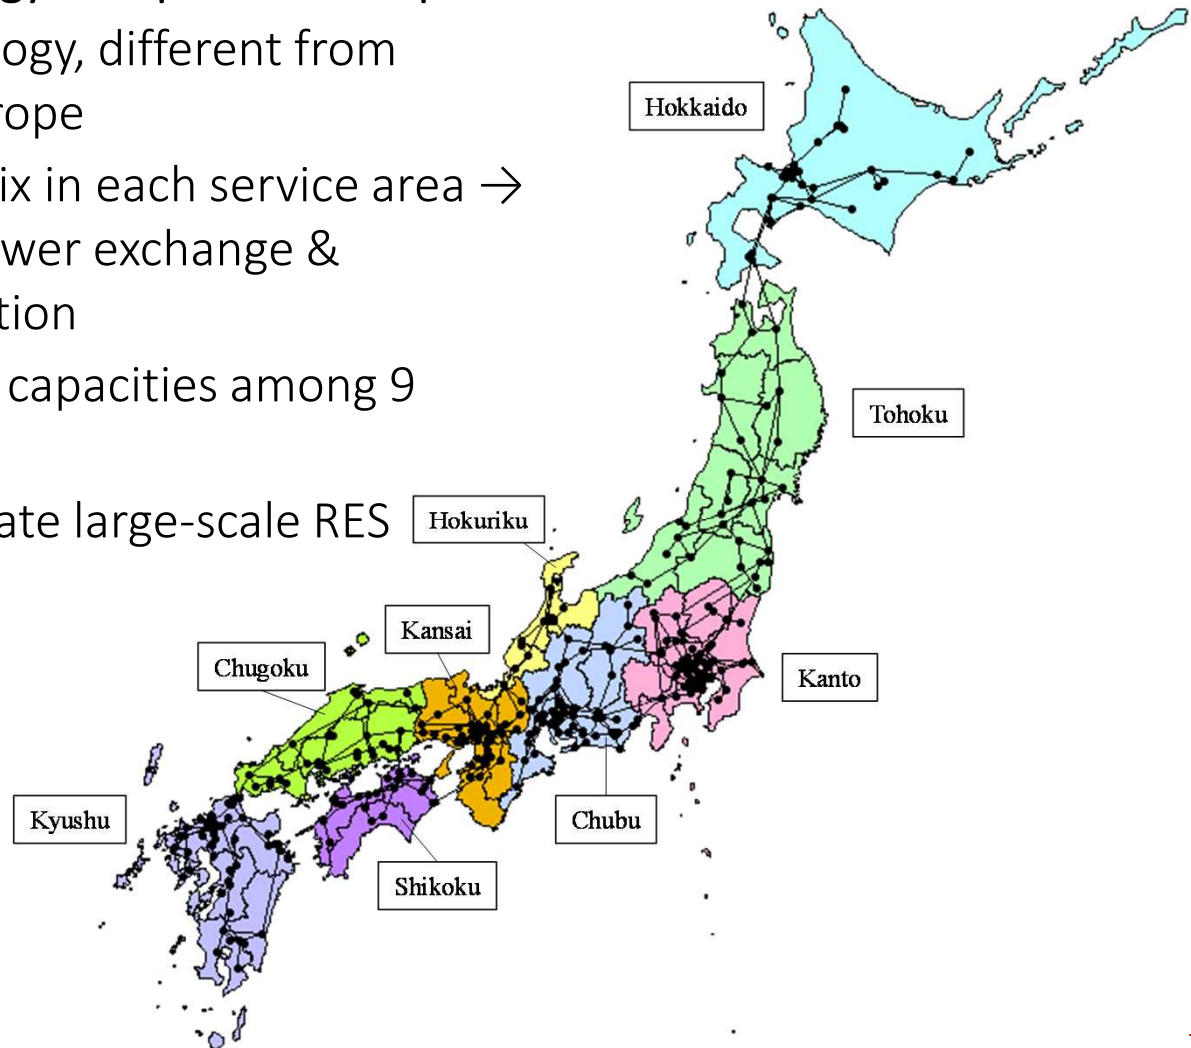 ogy, different from
rope
ix in each service area →
wer exchange &
tion
capacities among 9
ate large-scale RES
Hokkaido
Tohoku
Hokuriku
Kansai
Chugoku
Kanto
Kyushu
Chubu
Shikoku